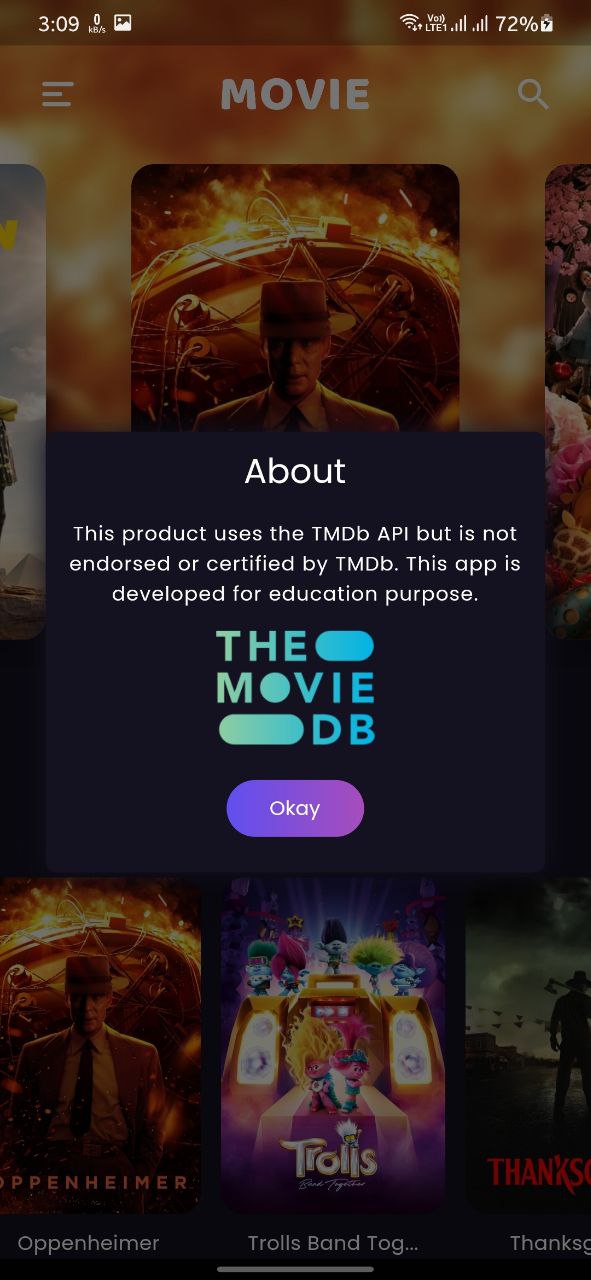 3:09 0 kB/s Vo) LTE1 72%
MOVIE
About
This product uses the TMDb API but is not
endorsed or certified by TMDb. This app is
developed for education purpose.
THE
MOVIE
DB
Okay
OPPENHEIMER
Trolls
Band Together
THANKSG
Oppenheimer
Trolls Band Tog...
Thanksg